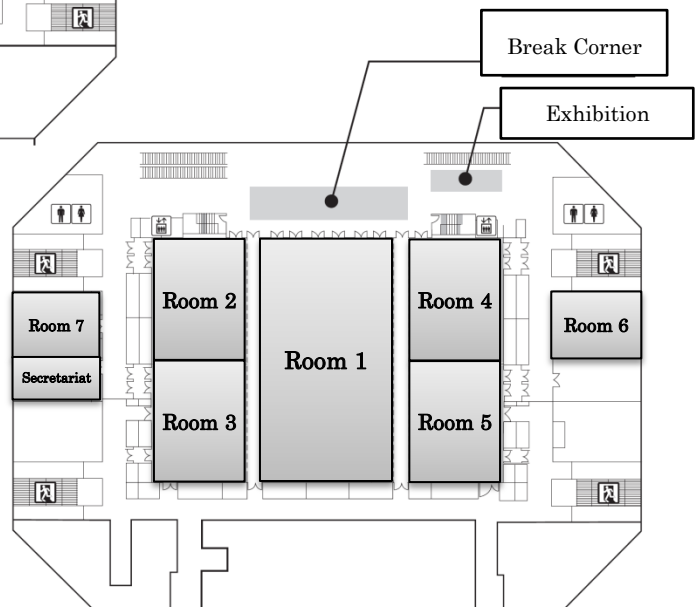 Break Corner
Exhibition
Room 2
Room 4
Room 7
Room 6
Room 1
Secretariat
Room 3
Room 5